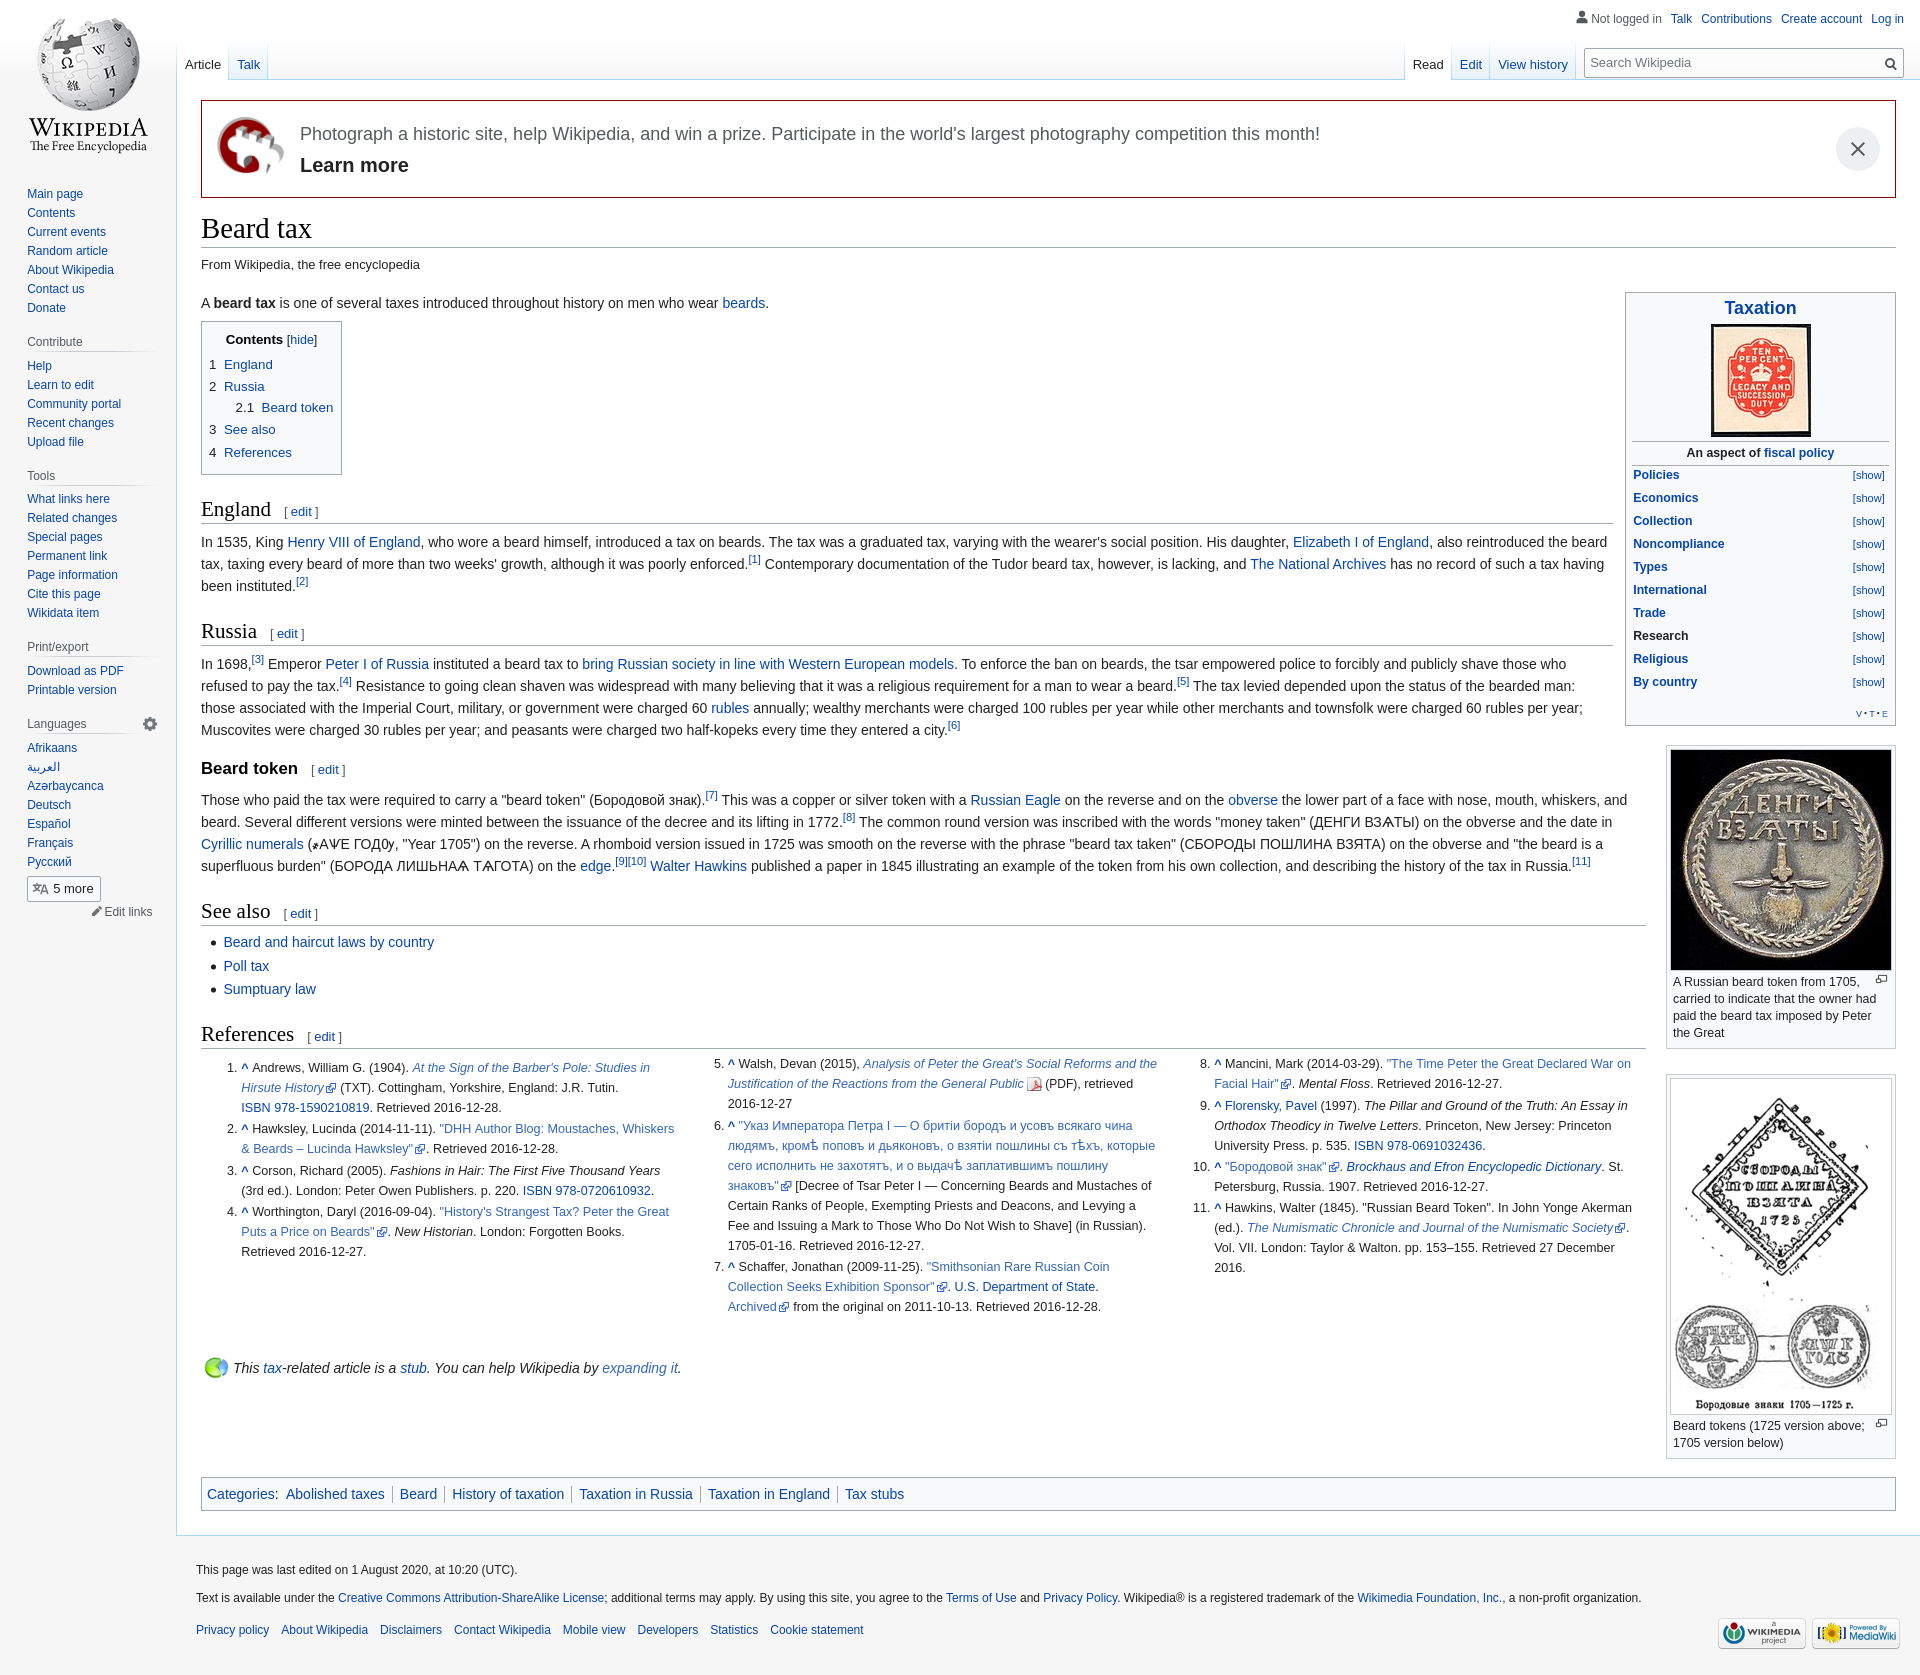 Not logged in Talk Contributions Create account Log in
Article Talk
Read Edit View history Search Wikipedia
WIKIPEDIA
The Free Encyclopedia
Main page
Contents
Current events
Random article
About Wikipedia
Contact us
Donate
Contribute
Help
Learn to edit
Community portal
Recent changes
Upload file
Tools
What links here
Related changes
Special pages
Permanent link
Page information
Cite this page
Wikidata item
Print/export
Download as PDF
Printable version
Languages
Afrikaans
العربية
Azərbaycanca
Deutsch
Español
Français
Русский
5 more
Edit links
Photograph a historic site, help Wikipedia, and win a prize. Participate in the world's largest photography competition this month!
Learn more
Beard tax
From Wikipedia, the free encyclopedia
A beard tax is one of several taxes introduced throughout history on men who wear beards.
Contents [hide]
1 England
2 Russia
2.1 Beard token
3 See also
4 References
England [ edit ]
In 1535, King Henry VIII of England, who wore a beard himself, introduced a tax on beards. The tax was a graduated tax, varying with the wearer's social position. His daughter, Elizabeth I of England, also reintroduced the beard
tax, taxing every beard of more than two weeks' growth, although it was poorly enforced.[1] Contemporary documentation of the Tudor beard tax, however, is lacking, and The National Archives has no record of such a tax having
been instituted.[2]
Russia [ edit ]
In 1698,[3] Emperor Peter I of Russia instituted a beard tax to bring Russian society in line with Western European models. To enforce the ban on beards, the tsar empowered police to forcibly and publicly shave those who
refused to pay the tax.[4] Resistance to going clean shaven was widespread with many believing that it was a religious requirement for a man to wear a beard.[5] The tax levied depended upon the status of the bearded man:
those associated with the Imperial Court, military, or government were charged 60 rubles annually; wealthy merchants were charged 100 rubles per year while other merchants and townsfolk were charged 60 rubles per year;
Muscovites were charged 30 rubles per year; and peasants were charged two half-kopeks every time they entered a city.[6]
Beard token [ edit ]
Those who paid the tax were required to carry a "beard token" (Бородовой знак).[7] This was a copper or silver token with a Russian Eagle on the reverse and on the obverse the lower part of a face with nose, mouth, whiskers, and
beard. Several different versions were minted between the issuance of the decree and its lifting in 1772.[8] The common round version was inscribed with the words "money taken" (ДЕНГИ ВЗѦТЫ) on the obverse and the date in
Cyrillic numerals (҂АѰЕ ГОД0у, "Year 1705") on the reverse. A rhomboid version issued in 1725 was smooth on the reverse with the phrase "beard tax taken" (СБОРОДЫ ПОШЛИНА ВЗЯТА) on the obverse and "the beard is a
superfluous burden" (БОРОДА ЛИШЬНАѦ ТѦГОТА) on the edge.[9][10] Walter Hawkins published a paper in 1845 illustrating an example of the token from his own collection, and describing the history of the tax in Russia.[11]
See also [ edit ]
Beard and haircut laws by country
Poll tax
Sumptuary law
References [ edit ]
1. ^ Andrews, William G. (1904). At the Sign of the Barber's Pole: Studies in
Hirsute History (TXT). Cottingham, Yorkshire, England: J.R. Tutin.
ISBN 978-1590210819. Retrieved 2016-12-28.
2. ^ Hawksley, Lucinda (2014-11-11). "DHH Author Blog: Moustaches, Whiskers
& Beards – Lucinda Hawksley". Retrieved 2016-12-28.
3. ^ Corson, Richard (2005). Fashions in Hair: The First Five Thousand Years
(3rd ed.). London: Peter Owen Publishers. p. 220. ISBN 978-0720610932.
4. ^ Worthington, Daryl (2016-09-04). "History's Strangest Tax? Peter the Great
Puts a Price on Beards". New Historian. London: Forgotten Books.
Retrieved 2016-12-27.
5. ^ Walsh, Devan (2015), Analysis of Peter the Great's Social Reforms and the
Justification of the Reactions from the General Public (PDF), retrieved
2016-12-27
6. ^ "Указ Императора Петра I — О бритіи бородъ и усовъ всякаго чина
людямъ, кромѣ поповъ и дьяконовъ, о взятіи пошлины съ тѣхъ, которые
сего исполнить не захотятъ, и о выдачѣ заплатившимъ пошлину
знаковъ" [Decree of Tsar Peter I — Concerning Beards and Mustaches of
Certain Ranks of People, Exempting Priests and Deacons, and Levying a
Fee and Issuing a Mark to Those Who Do Not Wish to Shave] (in Russian).
1705-01-16. Retrieved 2016-12-27.
7. ^ Schaffer, Jonathan (2009-11-25). "Smithsonian Rare Russian Coin
Collection Seeks Exhibition Sponsor". U.S. Department of State.
Archived from the original on 2011-10-13. Retrieved 2016-12-28.
8. ^ Mancini, Mark (2014-03-29). "The Time Peter the Great Declared War on
Facial Hair". Mental Floss. Retrieved 2016-12-27.
9. ^ Florensky, Pavel (1997). The Pillar and Ground of the Truth: An Essay in
Orthodox Theodicy in Twelve Letters. Princeton, New Jersey: Princeton
University Press. p. 535. ISBN 978-0691032436.
10. ^ "Бородовой знак". Brockhaus and Efron Encyclopedic Dictionary. St.
Petersburg, Russia. 1907. Retrieved 2016-12-27.
11. ^ Hawkins, Walter (1845). "Russian Beard Token". In John Yonge Akerman
(ed.). The Numismatic Chronicle and Journal of the Numismatic Society.
Vol. VII. London: Taylor & Walton. pp. 153–155. Retrieved 27 December
2016.
This tax-related article is a stub. You can help Wikipedia by expanding it.
Taxation
TEN
PER CENT
LEGACY AND
SUCCESSION
DUTY
An aspect of fiscal policy
Policies [show]
Economics [show]
Collection [show]
Noncompliance [show]
Types [show]
International [show]
Trade [show]
Research [show]
Religious [show]
By country [show]
V · T · E
ДЕНГИ
ВЗѦТЫ
A Russian beard token from 1705,
carried to indicate that the owner had
paid the beard tax imposed by Peter
the Great
СБОРОДЫ
ПОШЛИНА
ВЗЯТА
1725
ДЕНГИ
ВЗѦТЫ
Бородовые знаки 1705—1725 г.
Beard tokens (1725 version above;
1705 version below)
Categories: Abolished taxes | Beard | History of taxation | Taxation in Russia | Taxation in England | Tax stubs
This page was last edited on 1 August 2020, at 10:20 (UTC).
Text is available under the Creative Commons Attribution-ShareAlike License; additional terms may apply. By using this site, you agree to the Terms of Use and Privacy Policy. Wikipedia® is a registered trademark of the Wikimedia Foundation, Inc., a non-profit organization.
Privacy policy About Wikipedia Disclaimers Contact Wikipedia Mobile view Developers Statistics Cookie statement
a
WIKIMEDIA
project
Powered By
MediaWiki